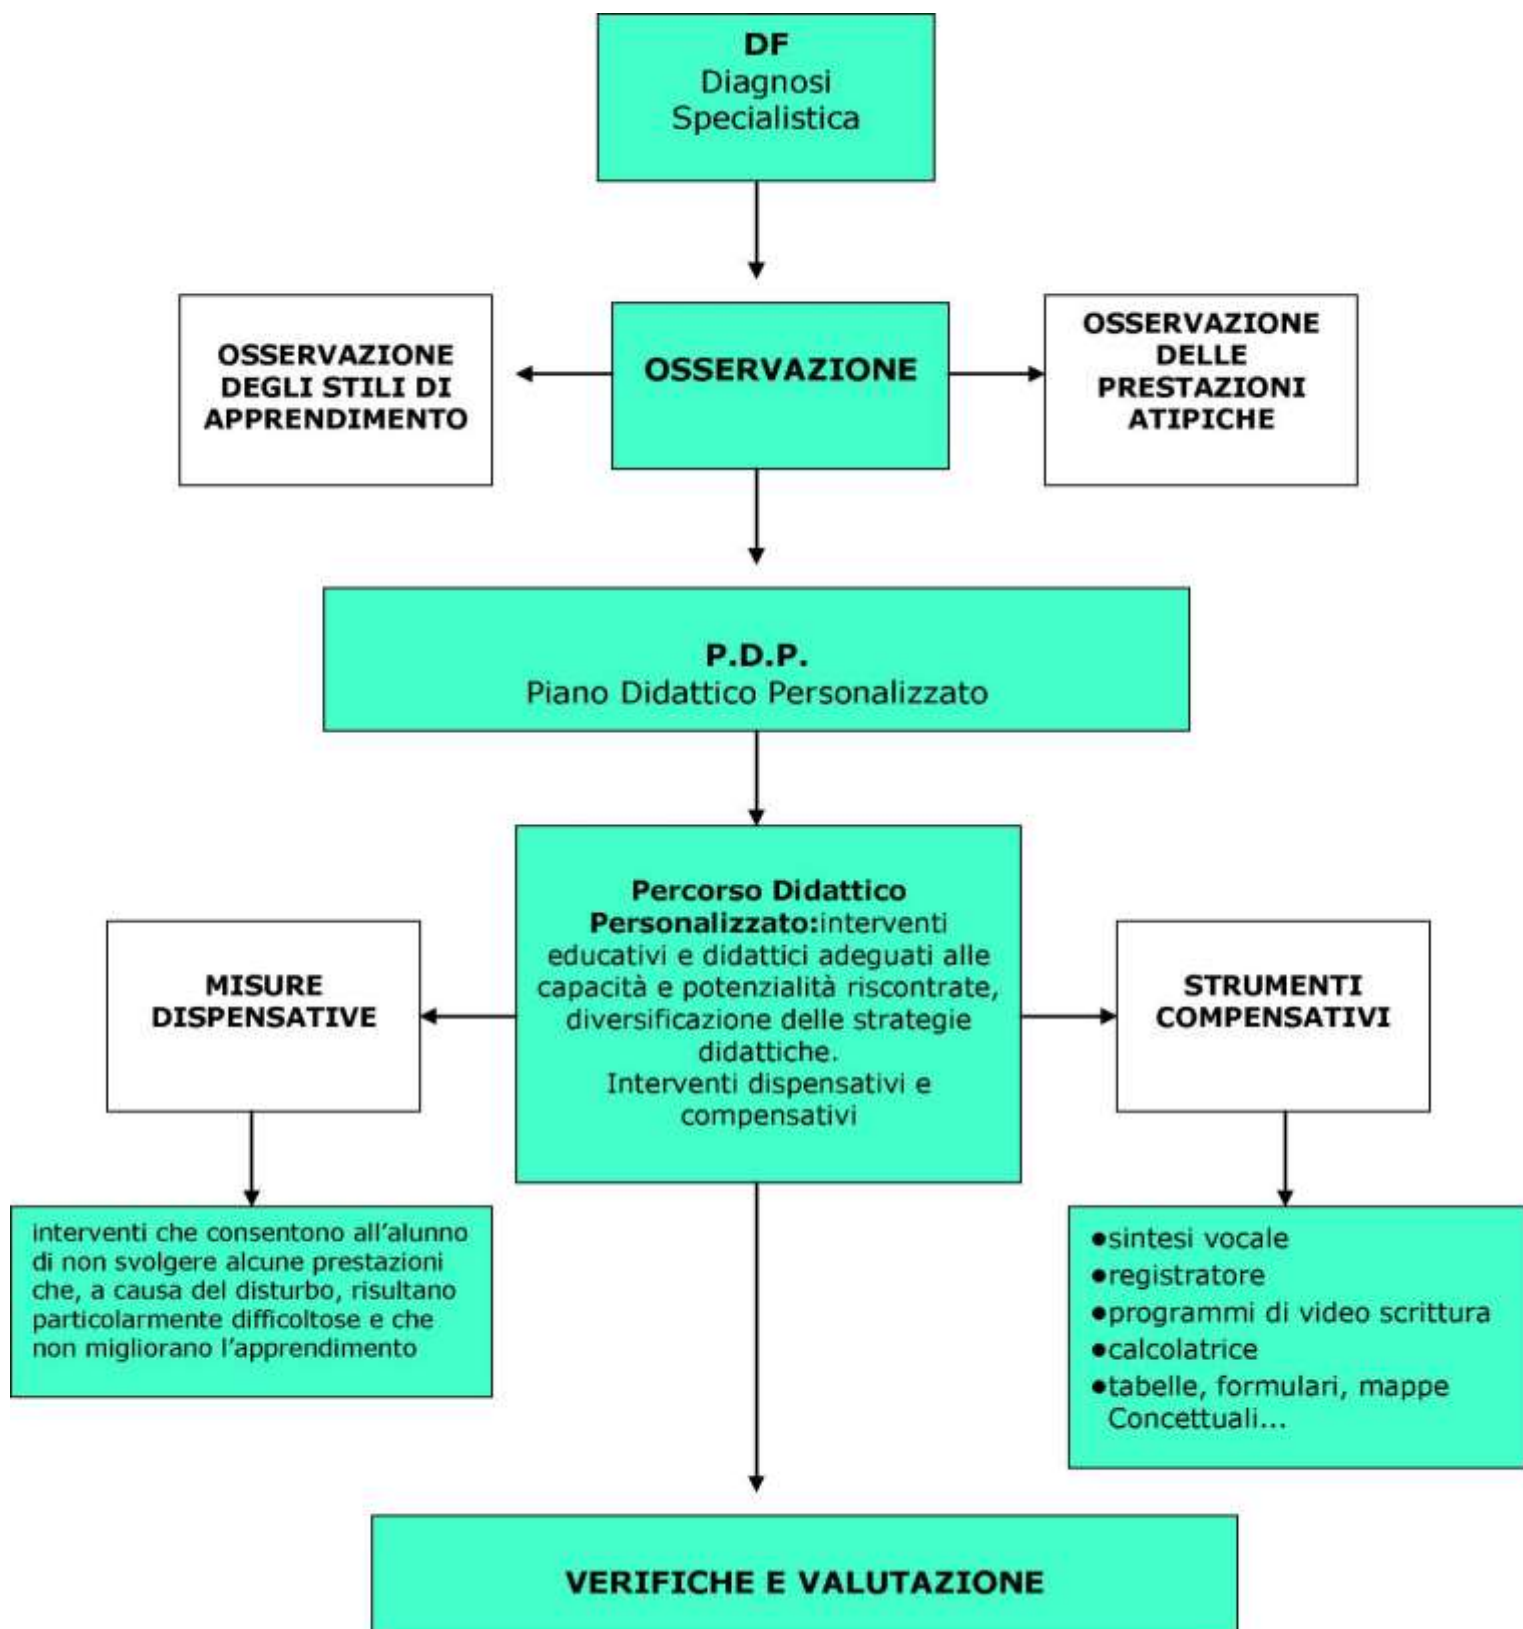 DF
Diagnosi
Specialistica
OSSERVAZIONE
DEGLI STILI DI
APPRENDIMENTO
OSSERVAZIONE
OSSERVAZIONE
DELLE
PRESTAZIONI
ATIPICHE
P.D.P.
Piano Didattico Personalizzato
Percorso Didattico
Personalizzato:interventi
educativi e didattici adeguati alle
capacità e potenzialità riscontrate,
diversificazione delle strategie
didattiche.
Interventi dispensativi e
compensativi
MISURE
DISPENSATIVE
STRUMENTI
COMPENSATIVI
interventi che consentono all'alunno
di non svolgere alcune prestazioni
che, a causa del disturbo, risultano
particolarmente difficoltose e che
non migliorano l'apprendimento
●sintesi vocale
●registratore
●programmi di video scrittura
●calcolatrice
●tabelle, formulari, mappe
Concettuali...
VERIFICHE E VALUTAZIONE